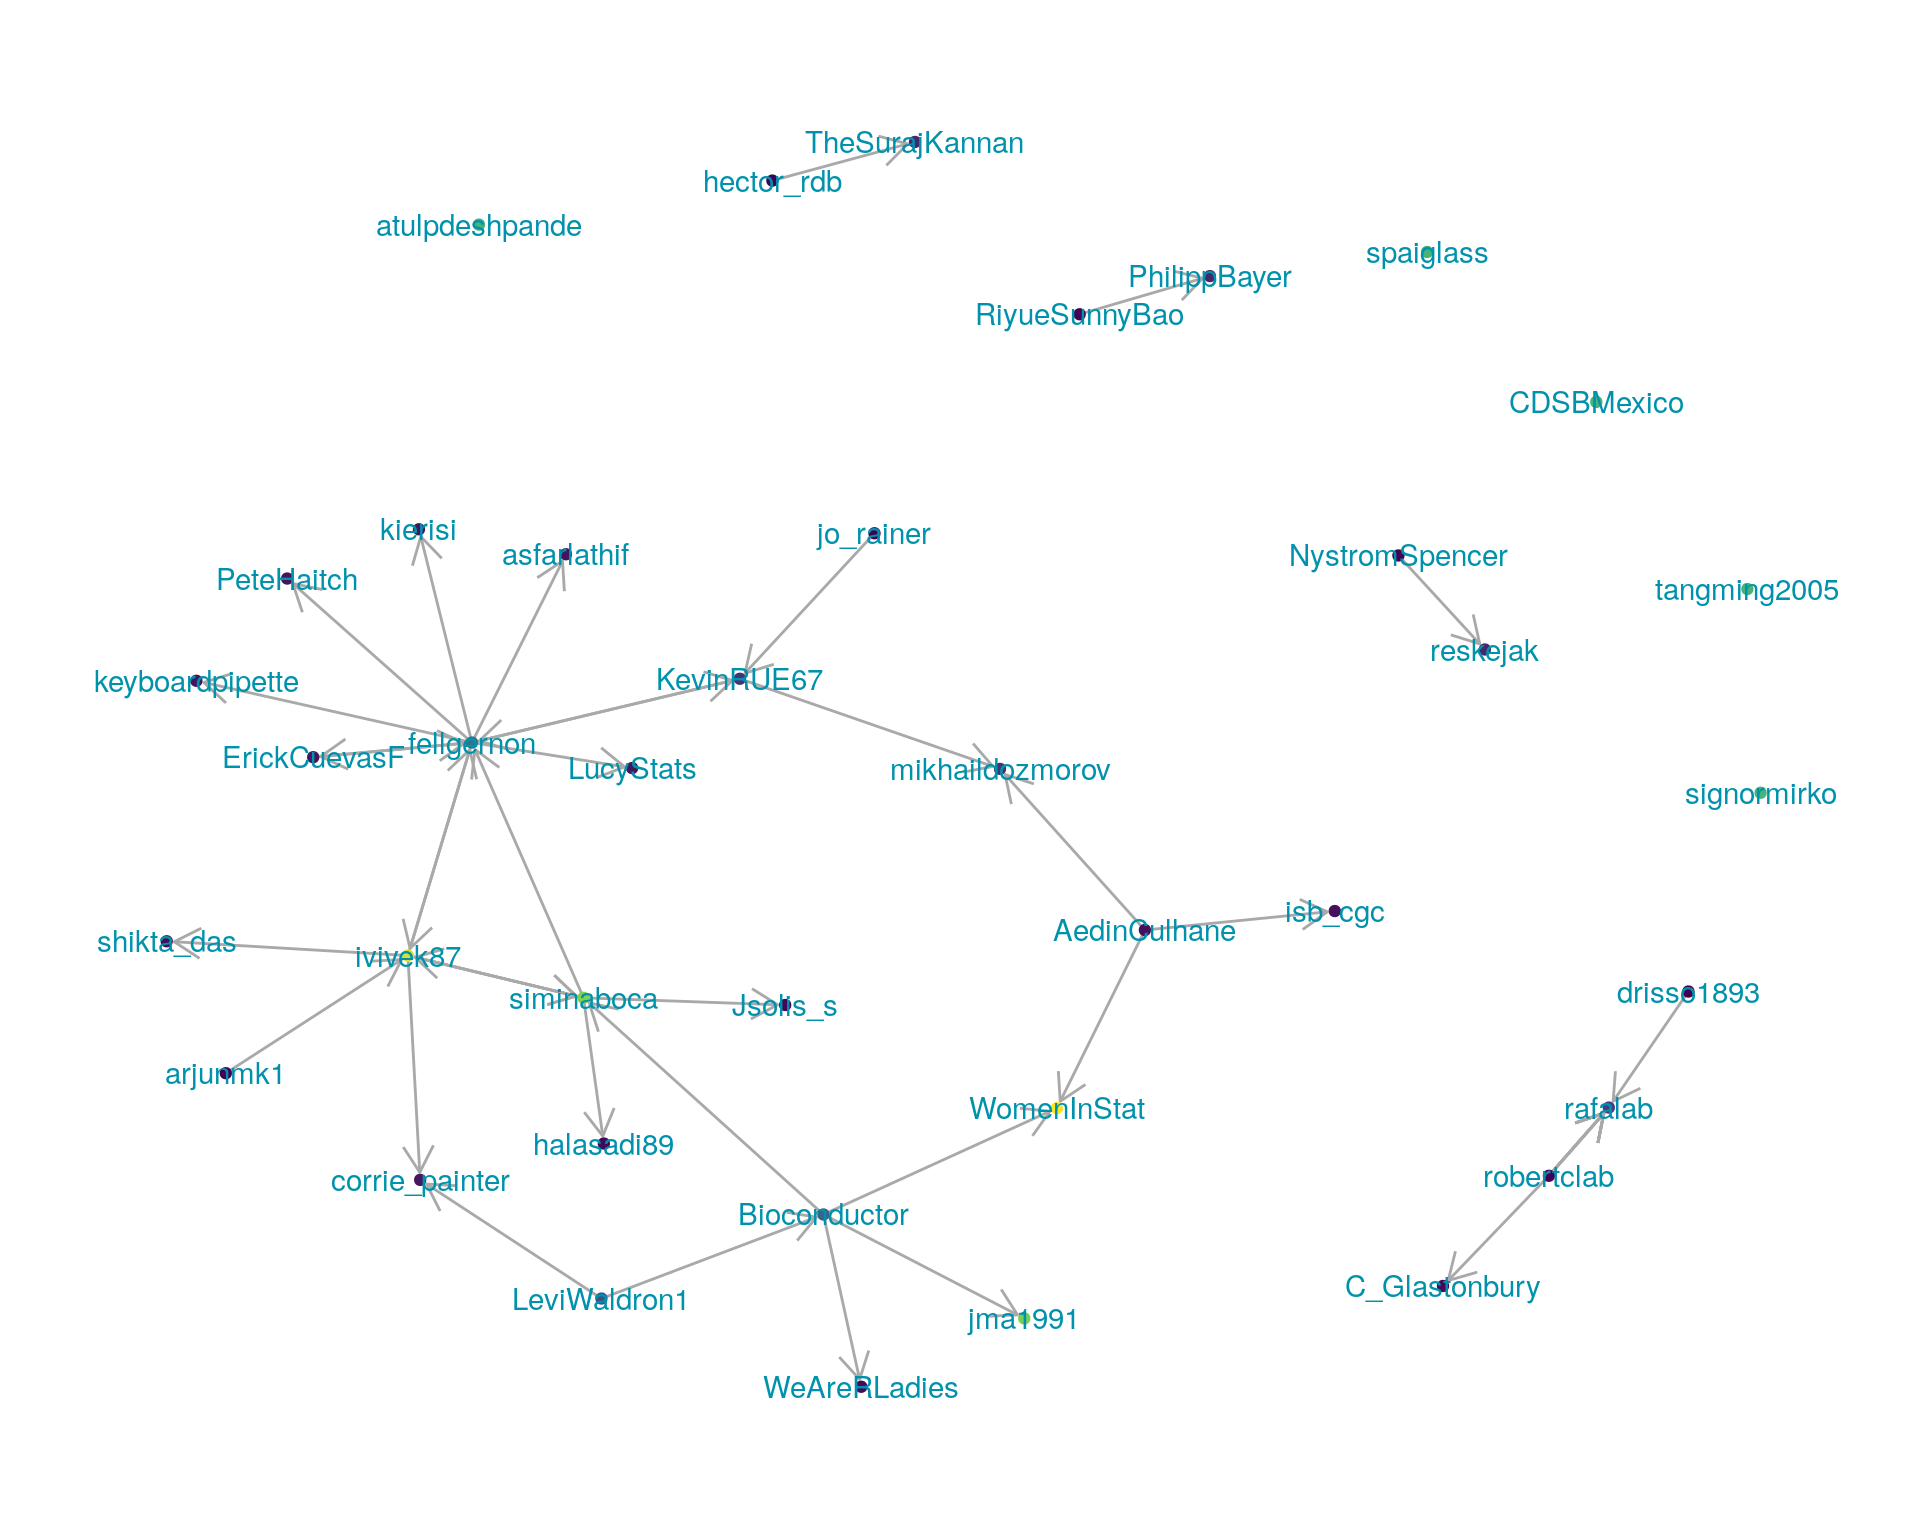 TheSurajKannan
hector_rdb
atulpdeshpande
spaiglass
PhilippBayer
RiyueSunnyBao
CDSBMexico
kierisi
jo_rainer
asfarlathif
NystromSpencer
PeteHaitch
tangming2005
reskejak
KevinRUE67
keyboardpipette
fellgernon
ErickCuevasF
LucyStats
mikhaildozmorov
signormirko
isb_cgc
AedinCulhane
shikta_das
ivivek87
drisso1893
siminaboca
Jsolis_s
arjunmk1
WomenInStat
rafalab
halasadi89
robertclab
corrie_painter
Bioconductor
C_Glastonbury
LeviWaldron1
jma1991
WeAreRLadies